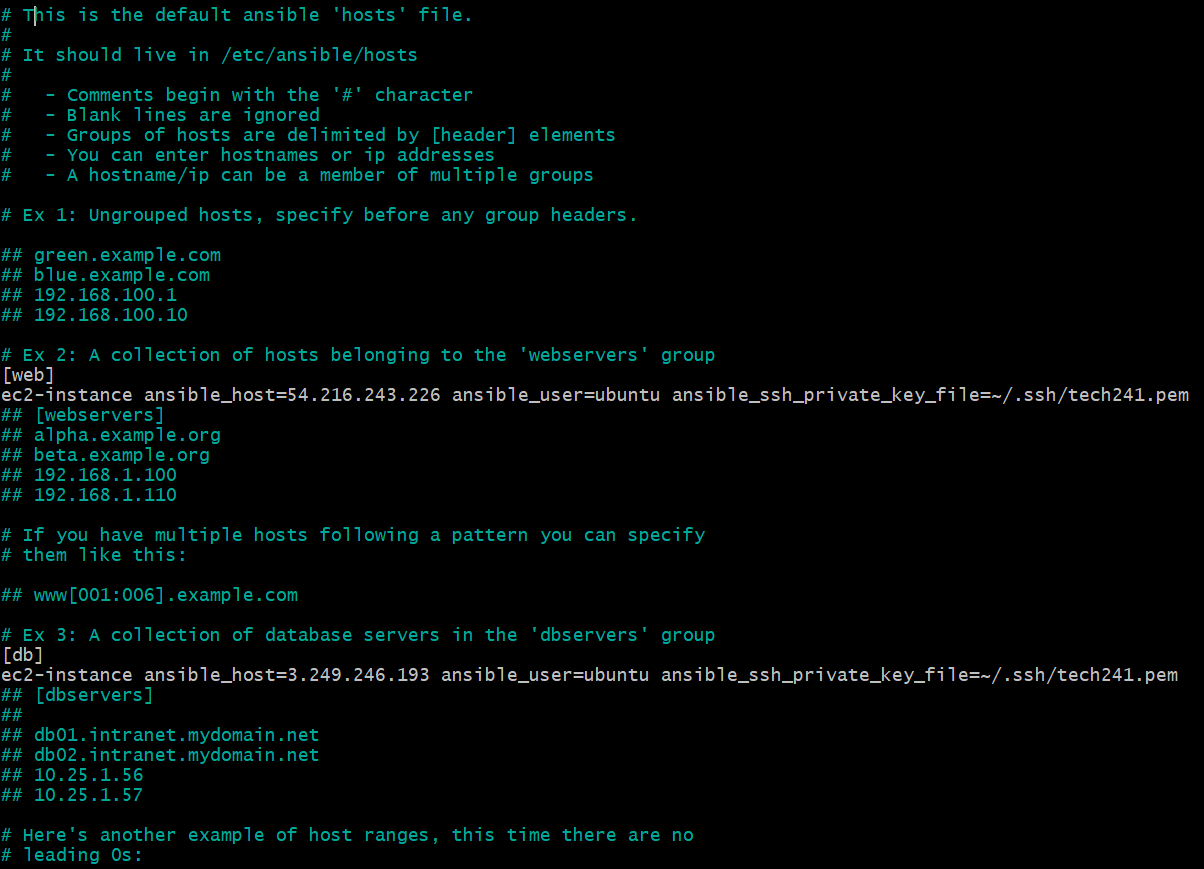 # This is the default ansible 'hosts' file.
#
# It should live in /etc/ansible/hosts
#
#   - Comments begin with the '#' character
#   - Blank lines are ignored
#   - Groups of hosts are delimited by [header] elements
#   - You can enter hostnames or ip addresses
#   - A hostname/ip can be a member of multiple groups

# Ex 1: Ungrouped hosts, specify before any group headers.

## green.example.com
## blue.example.com
## 192.168.100.1
## 192.168.100.10

# Ex 2: A collection of hosts belonging to the 'webservers' group
[web]
ec2-instance ansible_host=54.216.243.226 ansible_user=ubuntu ansible_ssh_private_key_file=~/.ssh/tech241.pem
## [webservers]
## alpha.example.org
## beta.example.org
## 192.168.1.100
## 192.168.1.110

# If you have multiple hosts following a pattern you can specify
# them like this:

## www[001:006].example.com

# Ex 3: A collection of database servers in the 'dbservers' group
[db]
ec2-instance ansible_host=3.249.246.193 ansible_user=ubuntu ansible_ssh_private_key_file=~/.ssh/tech241.pem
## [dbservers]
##
## db01.intranet.mydomain.net
## db02.intranet.mydomain.net
## 10.25.1.56
## 10.25.1.57

# Here's another example of host ranges, this time there are no
# leading 0s: